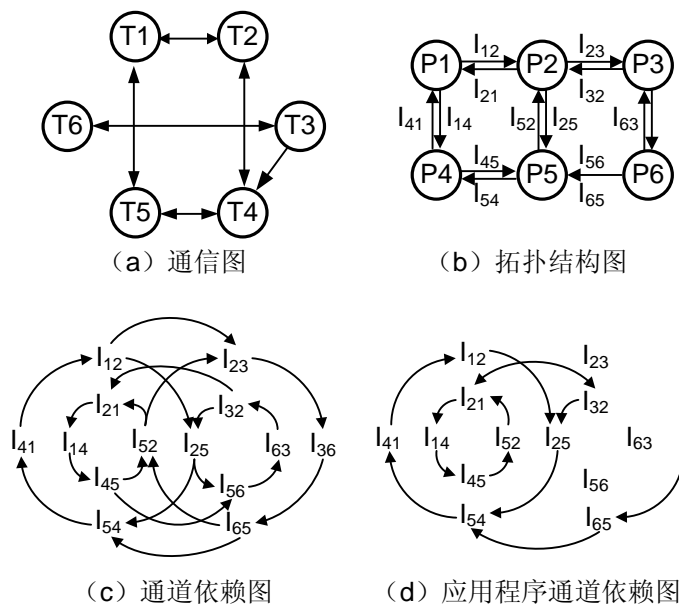 T1 T2
T6 T3
T5 T4
(a)通信图
P1 I12 P2 I23 P3
I21 I32
I41 I14 I52 I25 I63
P4 I45 P5 I56 P6
I54 I65
(b)拓扑结构图
I12 I23
I21 I32
I41 I14 I52 I25 I63 I36
I45 I56
I54 I65
(c)通道依赖图
I12 I23
I21 I32
I41 I14 I52 I25 I63
I45 I56
I54 I65
(d)应用程序通道依赖图